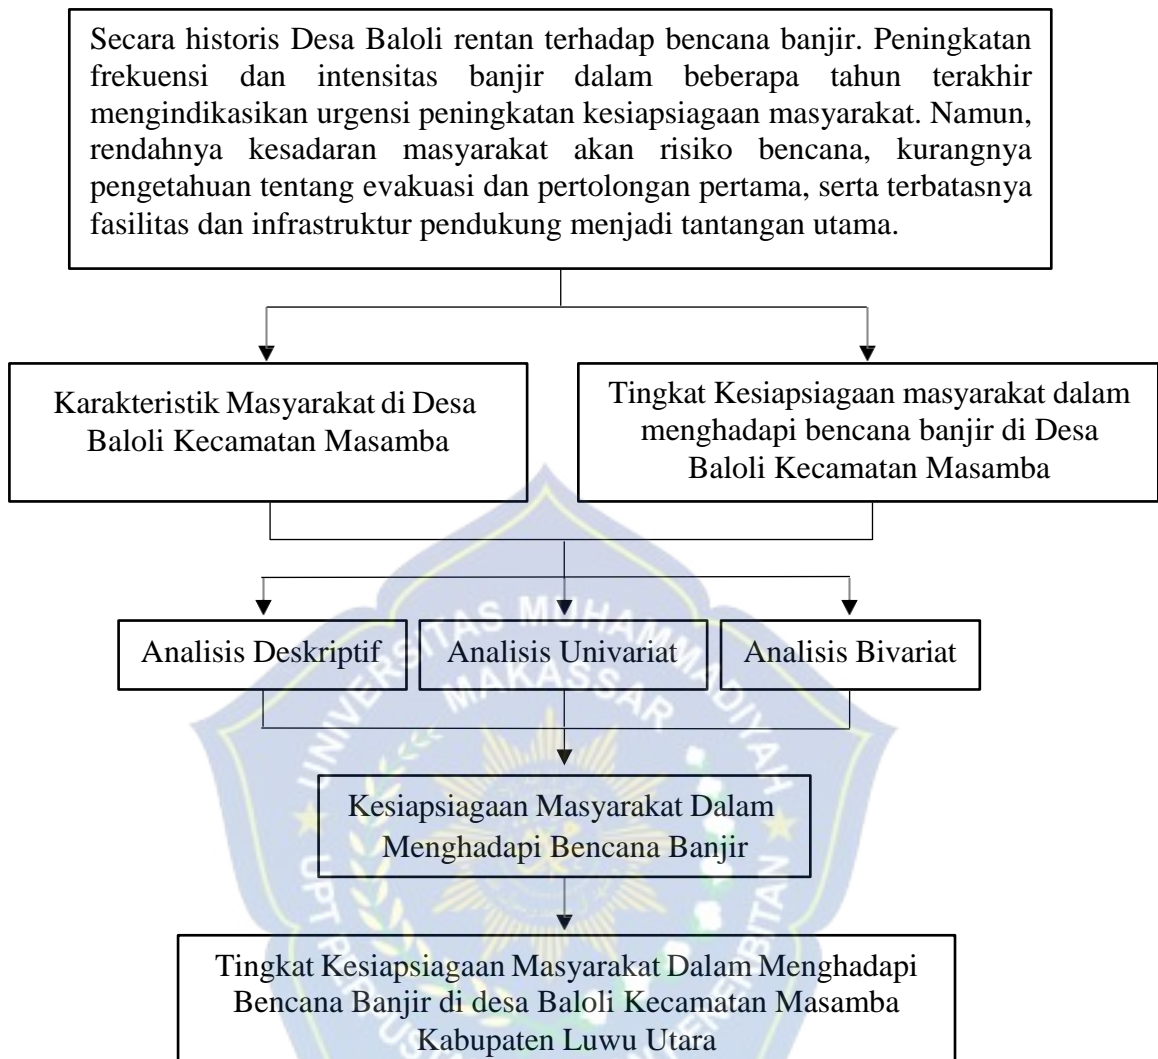 Secara historis Desa Baloli rentan terhadap bencana banjir. Peningkatan
frekuensi dan intensitas banjir dalam beberapa tahun terakhir
mengindikasikan urgensi peningkatan kesiapsiagaan masyarakat. Namun,
rendahnya kesadaran masyarakat akan risiko bencana, kurangnya
pengetahuan tentang evakuasi dan pertolongan pertama, serta terbatasnya
fasilitas dan infrastruktur pendukung menjadi tantangan utama.
Karakteristik Masyarakat di Desa
Baloli Kecamatan Masamba
Tingkat Kesiapsiagaan masyarakat dalam
menghadapi bencana banjir di Desa
Baloli Kecamatan Masamba
Analisis Deskriptif
Analisis Univariat
Analisis Bivariat
UNIVERSITAS MUHAMMADIYAH
MAKASSAR
Kesiapsiagaan Masyarakat Dalam
Menghadapi Bencana Banjir
Tingkat Kesiapsiagaan Masyarakat Dalam Menghadapi
Bencana Banjir di desa Baloli Kecamatan Masamba
Kabupaten Luwu Utara
UPT